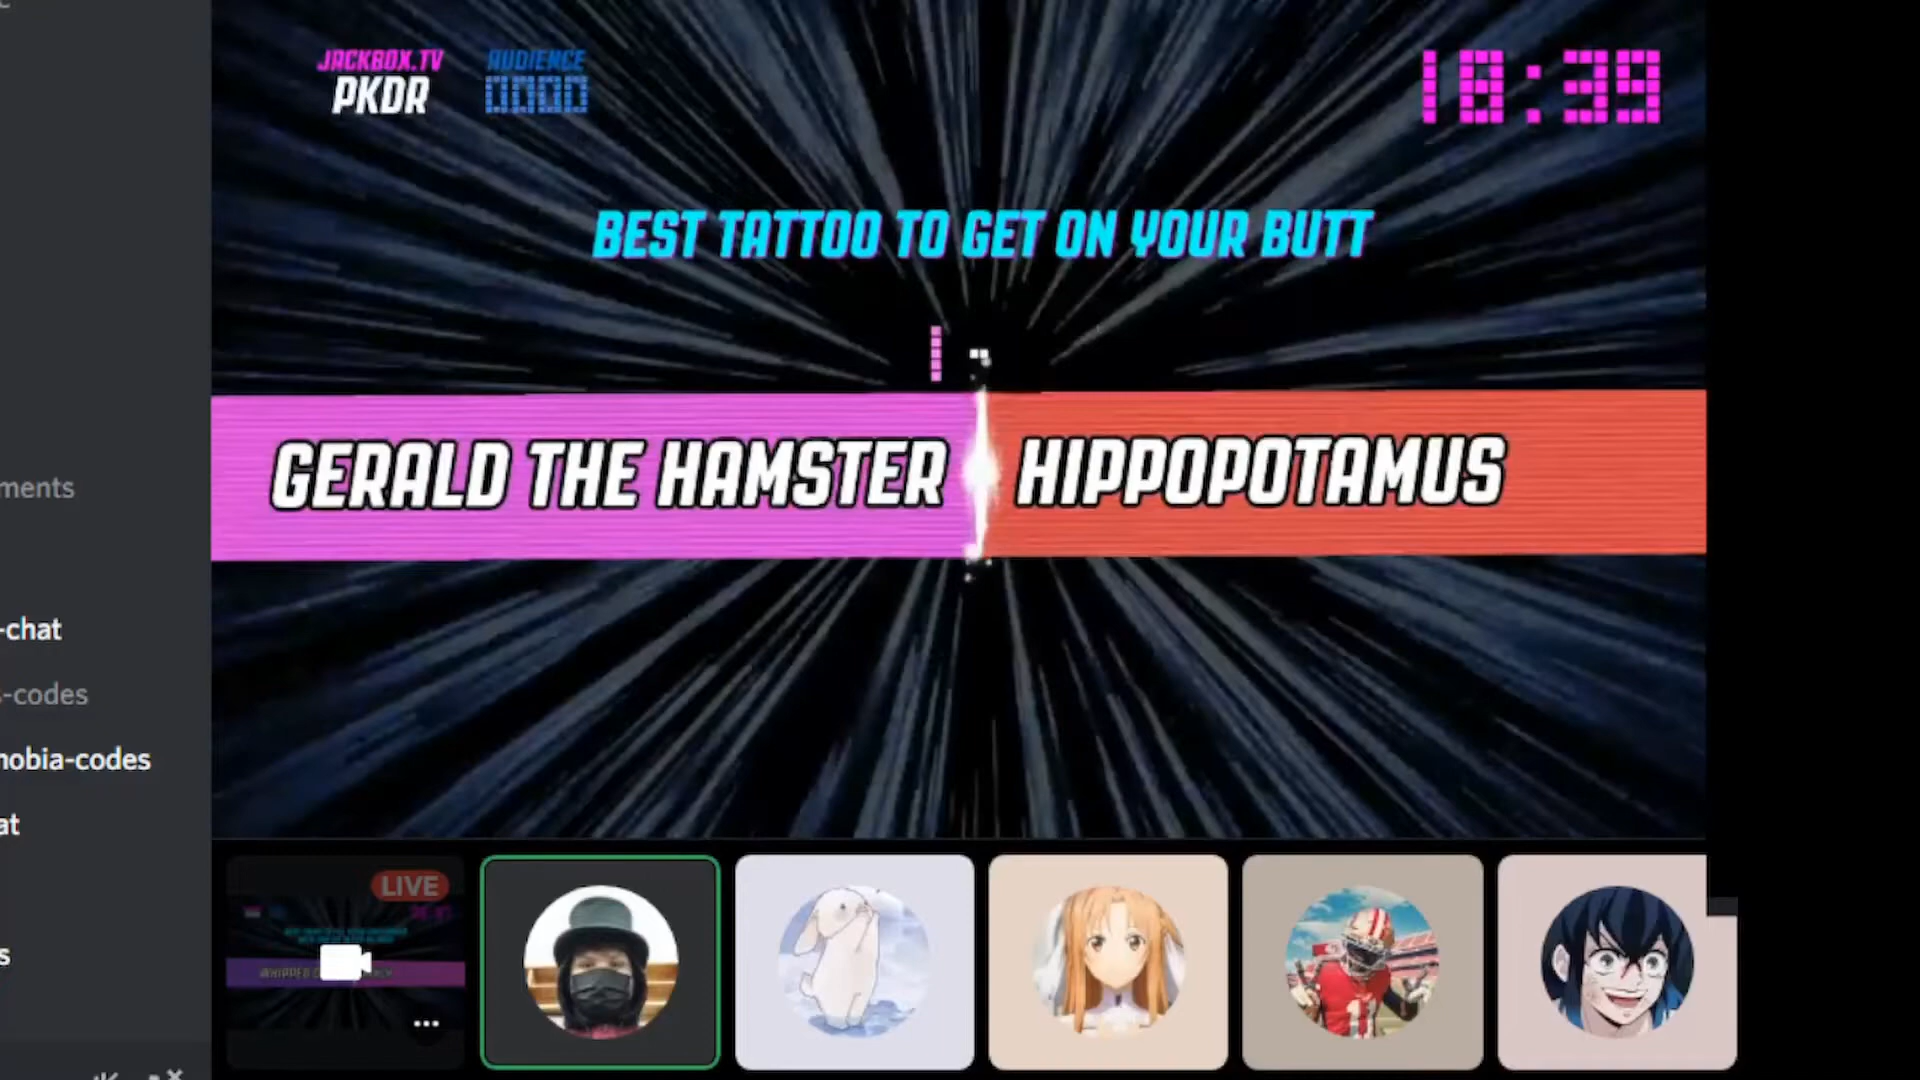 JACKBOX.TV
PKDR
AUDIENCE
0000
18:39
BEST TATTOO TO GET ON YOUR BUTT
1
GERALD THE HAMSTER
HIPPOPOTAMUS
ments
-chat
-codes
nobia-codes
at
s
LIVE